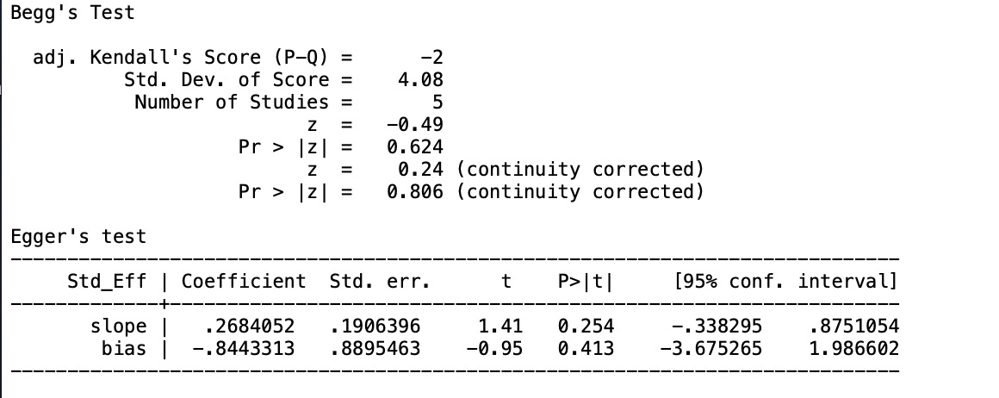 Begg's Test
adj. Kendall's Score (P-Q) = -2
Std. Dev. of Score = 4.08
Number of Studies = 5
z = -0.49
Pr > |z| = 0.624
z = 0.24 (continuity corrected)
Pr > |z| = 0.806 (continuity corrected)
Egger's test
Std_Eff | Coefficient Std. err. t P>|t| [95% conf. interval]
slope | .2684052 .1906396 1.41 0.254 -.338295 .8751054
bias | -.8443313 .8895463 -0.95 0.413 -3.675265 1.986602